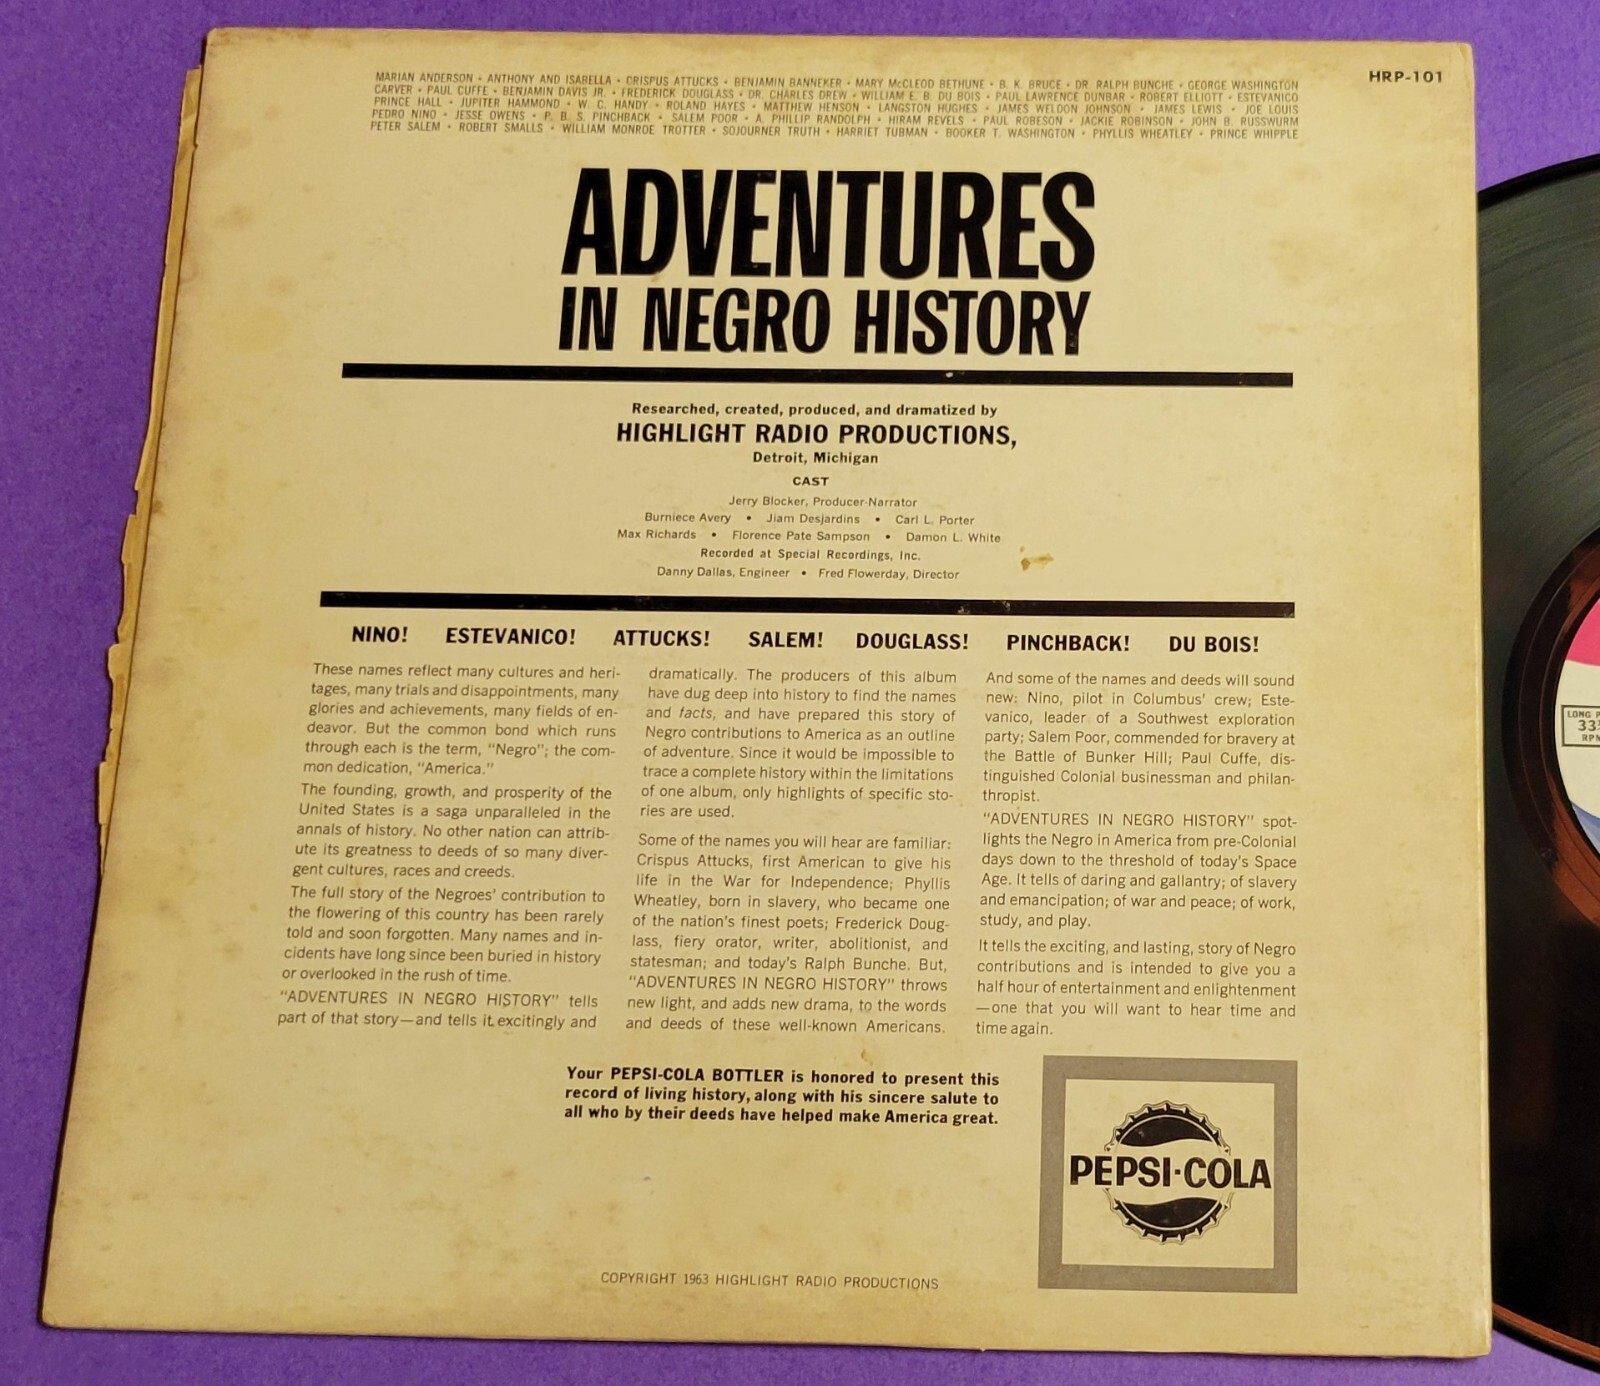 HRP-101
MARIAN ANDERSON • ANTHONY AND ISABELLA • CRISPUS ATTUCKS • BENJAMIN BANNEKER • MARY McCLEOD BETHUNE • B. K. BRUCE • DR. RALPH BUNCHE • GEORGE WASHINGTON
CARVER • PAUL CUFFE • BENJAMIN DAVIS JR. • FREDERICK DOUGLASS • DR. CHARLES DREW • WILLIAM E. B. DU BOIS • PAUL LAWRENCE DUNBAR • ROBERT ELLIOTT • ESTEVANICO
PRINCE HALL • JUPITER HAMMOND • W. C. HANDY • ROLAND HAYES • MATTHEW HENSON • LANGSTON HUGHES • JAMES WELDON JOHNSON • JAMES LEWIS • JOE LOUIS
PEDRO NINO • JESSE OWENS • P. B. S. PINCHBACK • SALEM POOR • A. PHILLIP RANDOLPH • HIRAM REVELS • PAUL ROBESON • JACKIE ROBINSON • JOHN B. RUSSWURM
PETER SALEM • ROBERT SMALLS • WILLIAM MONROE TROTTER • SOJOURNER TRUTH • HARRIET TUBMAN • BOOKER T. WASHINGTON • PHYLLIS WHEATLEY • PRINCE WHIPPLE
ADVENTURES
IN NEGRO HISTORY
Researched, created, produced, and dramatized by
HIGHLIGHT RADIO PRODUCTIONS,
Detroit, Michigan
CAST
Jerry Blocker, Producer-Narrator
Burniece Avery • Jiam Desjardins • Carl L. Porter
Max Richards • Florence Pate Sampson • Damon L. White
Recorded at Special Recordings, Inc.
Danny Dallas, Engineer • Fred Flowerday, Director
NINO! ESTEVANICO! ATTUCKS! SALEM! DOUGLASS! PINCHBACK! DU BOIS!
These names reflect many cultures and heri-
tages, many trials and disappointments, many
glories and achievements, many fields of en-
deavor. But the common bond which runs
through each is the term, "Negro"; the com-
mon dedication, "America."
The founding, growth, and prosperity of the
United States is a saga unparalleled in the
annals of history. No other nation can attrib-
ute its greatness to deeds of so many diver-
gent cultures, races and creeds.
The full story of the Negroes' contribution to
the flowering of this country has been rarely
told and soon forgotten. Many names and in-
cidents have long since been buried in history
or overlooked in the rush of time.
"ADVENTURES IN NEGRO HISTORY" tells
part of that story—and tells it excitingly and
dramatically. The producers of this album
have dug deep into history to find the names
and facts, and have prepared this story of
Negro contributions to America as an outline
of adventure. Since it would be impossible to
trace a complete history within the limitations
of one album, only highlights of specific sto-
ries are used.
Some of the names you will hear are familiar:
Crispus Attucks, first American to give his
life in the War for Independence; Phyllis
Wheatley, born in slavery, who became one
of the nation's finest poets; Frederick Doug-
lass, fiery orator, writer, abolitionist, and
statesman; and today's Ralph Bunche. But,
"ADVENTURES IN NEGRO HISTORY" throws
new light, and adds new drama, to the words
and deeds of these well-known Americans.
And some of the names and deeds will sound
new: Nino, pilot in Columbus' crew; Este-
vanico, leader of a Southwest exploration
party; Salem Poor, commended for bravery at
the Battle of Bunker Hill; Paul Cuffe, dis-
tinguished Colonial businessman and philan-
thropist.
"ADVENTURES IN NEGRO HISTORY" spot-
lights the Negro in America from pre-Colonial
days down to the threshold of today's Space
Age. It tells of daring and gallantry; of slavery
and emancipation; of war and peace; of work,
study, and play.
It tells the exciting, and lasting, story of Negro
contributions and is intended to give you a
half hour of entertainment and enlightenment
—one that you will want to hear time and
time again.
Your PEPSI-COLA BOTTLER is honored to present this
record of living history, along with his sincere salute to
all who by their deeds have helped make America great.
PEPSI-COLA
COPYRIGHT 1963 HIGHLIGHT RADIO PRODUCTIONS
LONG